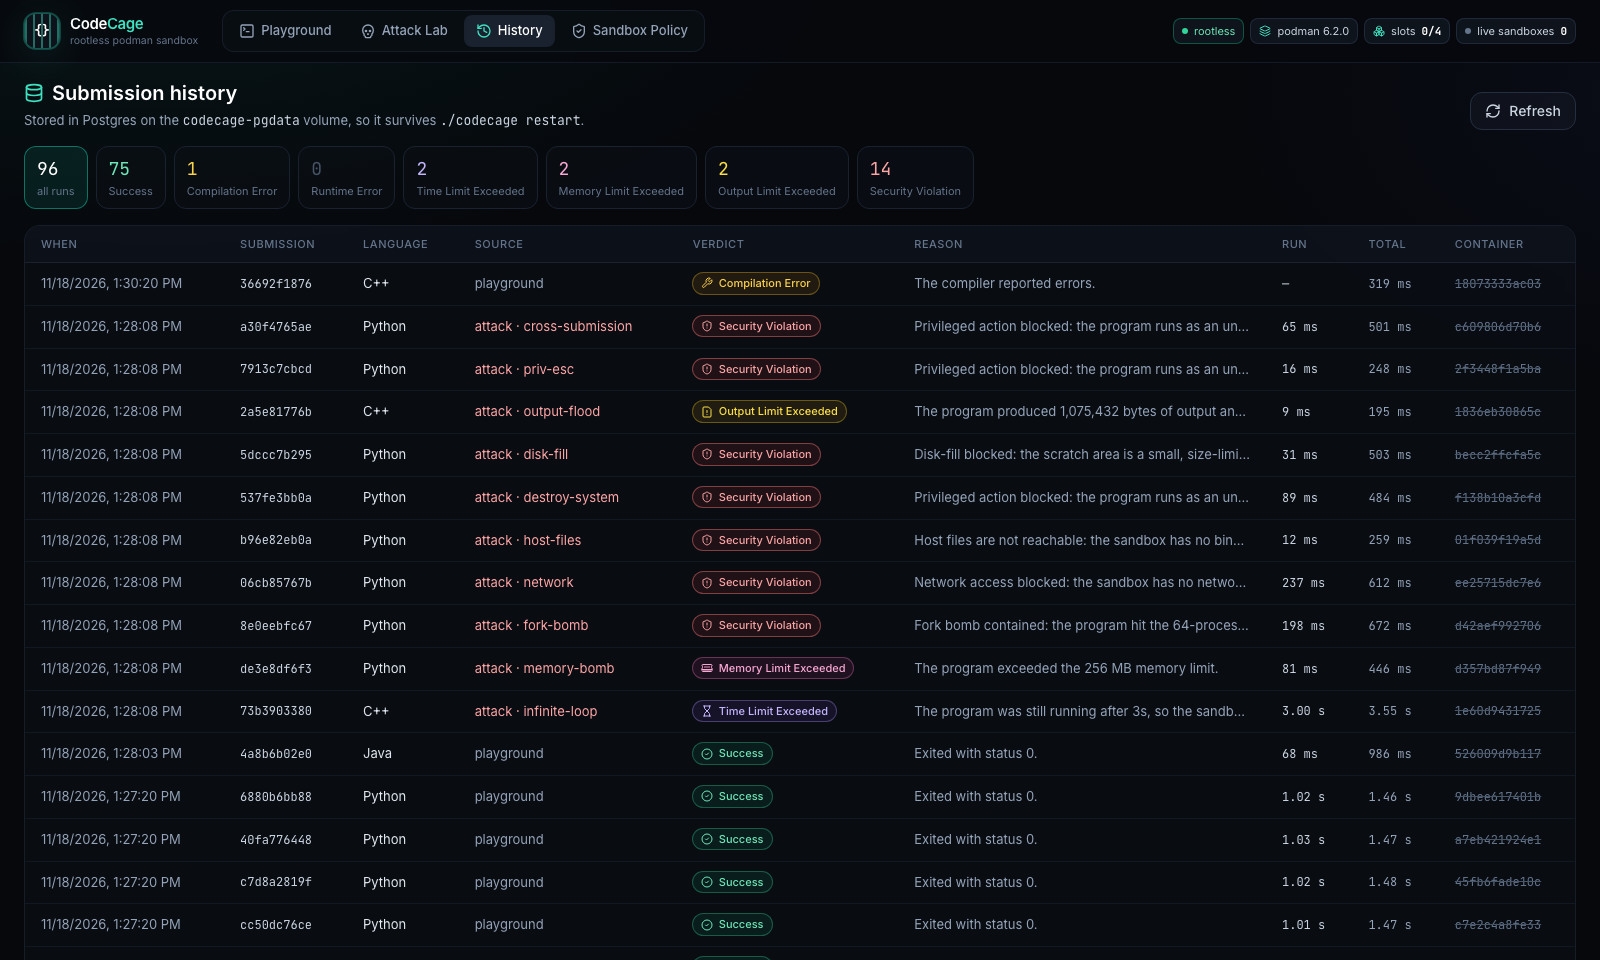 CodeCage
rootless podman sandbox
Playground
Attack Lab
History
Sandbox Policy
rootless
podman 6.2.0
slots 0/4
live sandboxes 0
Submission history
Stored in Postgres on the codecage-pgdata volume, so it survives ./codecage restart.
Refresh
96 all runs
75 Success
1 Compilation Error
0 Runtime Error
2 Time Limit Exceeded
2 Memory Limit Exceeded
2 Output Limit Exceeded
14 Security Violation
WHEN SUBMISSION LANGUAGE SOURCE VERDICT REASON RUN TOTAL CONTAINER
11/18/2026, 1:30:20 PM 36692f1876 C++ playground Compilation Error The compiler reported errors. — 319 ms 18073333ac03
11/18/2026, 1:28:08 PM a30f4765ae Python attack · cross-submission Security Violation Privileged action blocked: the program runs as an un... 65 ms 501 ms c609806d70b6
11/18/2026, 1:28:08 PM 7913c7cbcd Python attack · priv-esc Security Violation Privileged action blocked: the program runs as an un... 16 ms 248 ms 2f3448f1a5ba
11/18/2026, 1:28:08 PM 2a5e81776b C++ attack · output-flood Output Limit Exceeded The program produced 1,075,432 bytes of output an... 9 ms 195 ms 1836eb30865c
11/18/2026, 1:28:08 PM 5dccc7b295 Python attack · disk-fill Security Violation Disk-fill blocked: the scratch area is a small, size-limi... 31 ms 503 ms becc2ffcfa5c
11/18/2026, 1:28:08 PM 537fe3bb0a Python attack · destroy-system Security Violation Privileged action blocked: the program runs as an un... 89 ms 484 ms f138b10a3cfd
11/18/2026, 1:28:08 PM b96e82eb0a Python attack · host-files Security Violation Host files are not reachable: the sandbox has no bin... 12 ms 259 ms 01f039f19a5d
11/18/2026, 1:28:08 PM 06cb85767b Python attack · network Security Violation Network access blocked: the sandbox has no netwo... 237 ms 612 ms ee25715dc7e6
11/18/2026, 1:28:08 PM 8e0eebfc67 Python attack · fork-bomb Security Violation Fork bomb contained: the program hit the 64-proces... 198 ms 672 ms d42aef992706
11/18/2026, 1:28:08 PM de3e8df6f3 Python attack · memory-bomb Memory Limit Exceeded The program exceeded the 256 MB memory limit. 81 ms 446 ms d357bd87f949
11/18/2026, 1:28:08 PM 73b3903380 C++ attack · infinite-loop Time Limit Exceeded The program was still running after 3s, so the sandb... 3.00 s 3.55 s 1e60d9431725
11/18/2026, 1:28:03 PM 4a8b6b02e0 Java playground Success Exited with status 0. 68 ms 986 ms 526009d9b117
11/18/2026, 1:27:20 PM 6880b6bb88 Python playground Success Exited with status 0. 1.02 s 1.46 s 9dbee617401b
11/18/2026, 1:27:20 PM 40fa776448 Python playground Success Exited with status 0. 1.03 s 1.47 s a7eb421924e1
11/18/2026, 1:27:20 PM c7d8a2819f Python playground Success Exited with status 0. 1.02 s 1.48 s 45fb6fade10c
11/18/2026, 1:27:20 PM cc50dc76ce Python playground Success Exited with status 0. 1.01 s 1.47 s c7e2c4a8fe33